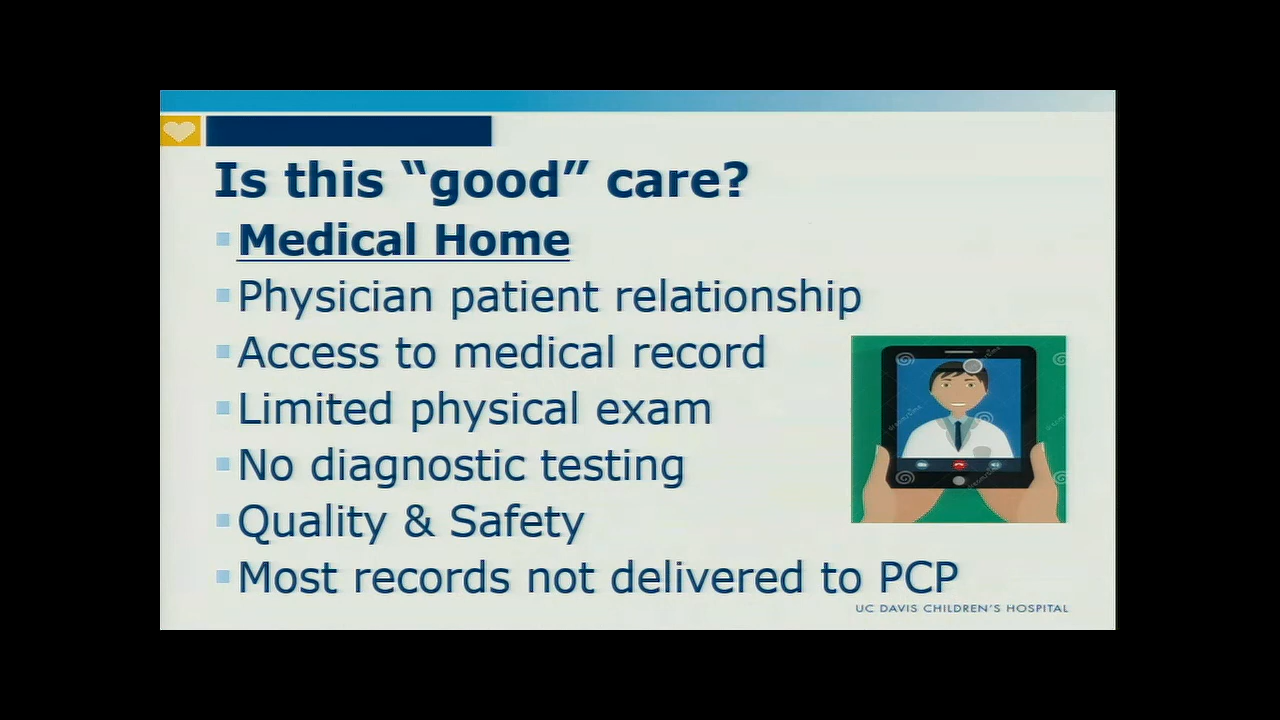 Is this “good” care?
Medical Home
Physician patient relationship
Access to medical record
Limited physical exam
No diagnostic testing
Quality & Safety
Most records not delivered to PCP
UC DAVIS CHILDREN'S HOSPITAL